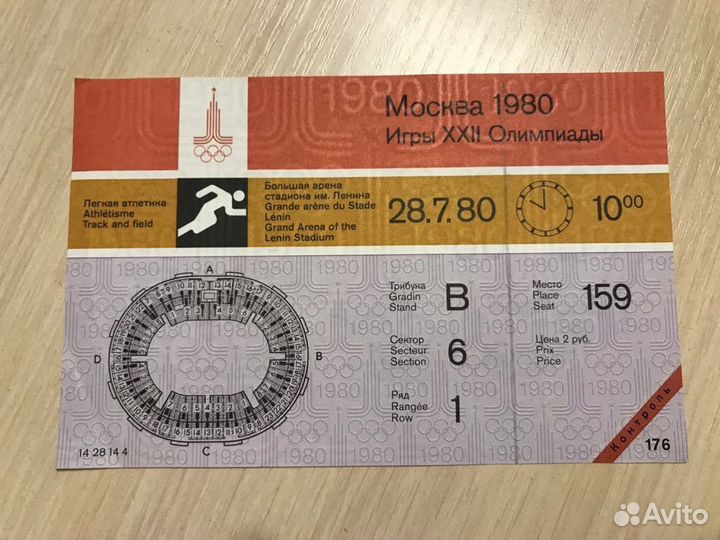 Москва 1980
Игры XXII Олимпиады
Легкая атлетика
Athlétisme
Track and field
Большая арена
стадиона им. Ленина
Grande arène du Stade
Lénin
Grand Arena of the
Lenin Stadium
28.7.80
10⁰⁰
A
B
C
D
Трибуна
Gradin
Stand
B
Место
Place
Seat
159
Сектор
Secteur
Section
6
Цена 2 руб.
Prix
Price
Ряд
Rangée
Row
1
Контроль
176
14 28 14 4
Avito